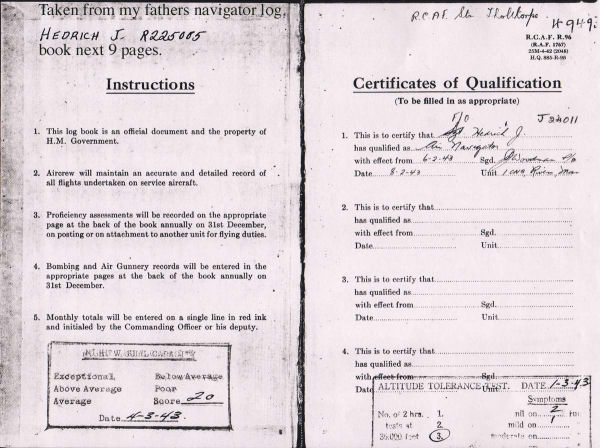 Taken from my fathers navigator log.
HEDRICH J. R225005
book next 9 pages.
Instructions
1. This log book is an official document and the property of
H.M. Government.
2. Aircrew will maintain an accurate and detailed record of
all flights undertaken on service aircraft.
3. Proficiency assessments will be recorded on the appropriate
page at the back of the book annually on 31st December,
on posting or on attachment to another unit for flying duties.
4. Bombing and Air Gunnery records will be entered in the
appropriate pages at the back of the book annually on
31st December.
5. Monthly totals will be entered on a single line in red ink
and initialed by the Commanding Officer or his deputy.
Exceptional Below Average
Above Average Poor
Average Score 20
Date 4-3-43.
R.C.A.F. Stn Tholthorpe
R.C.A.F. R.96
(R.A.F. 1767)
25M-4-42 (2048)
H.Q. 885-R-96
Certificates of Qualification
(To be filled in as appropriate)
F/O J24011
1. This is to certify that Sgt Hedrich J.
has qualified as Air Navigator
with effect from 6-2-43 Sgd.
Date 8-2-43 Unit
2. This is to certify that
has qualified as
with effect from Sgd.
Date Unit
3. This is to certify that
has qualified as
with effect from Sgd.
Date Unit
4. This is to certify that
has qualified as
with effect from Sgd.
Date Unit
ALTITUDE TOLERANCE TEST. DATE 1-3-43
Symptoms
No. of 2 hrs. 1. nil on 2
tests at 2. mild on 1
35,000 feet 3. moderate on